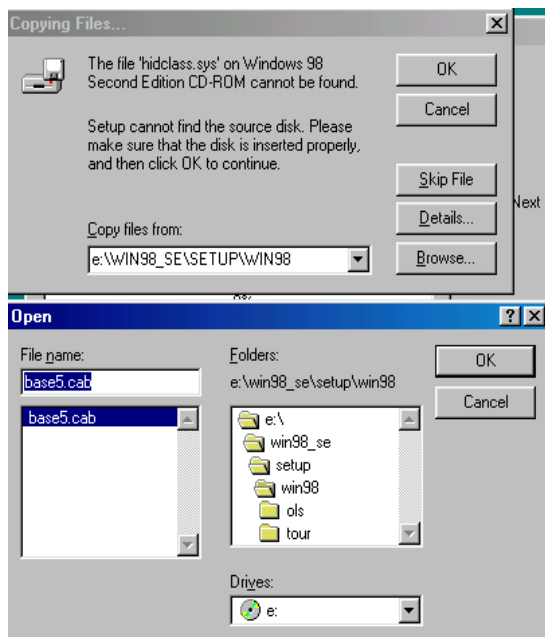 Copying Files...
The file 'hidclass.sys' on Windows 98
Second Edition CD-ROM cannot be found.
Setup cannot find the source disk. Please
make sure that the disk is inserted properly,
and then click OK to continue.
Copy files from:
e:\WIN98_SE\SETUP\WIN98
OK
Cancel
Skip File
Details...
Browse...
Next
0%
Open
File name:
base5.cab
base5.cab
Folders:
e:\win98_se\setup\win98
e:\
win98_se
setup
win98
ols
tour
Drives:
e:
OK
Cancel